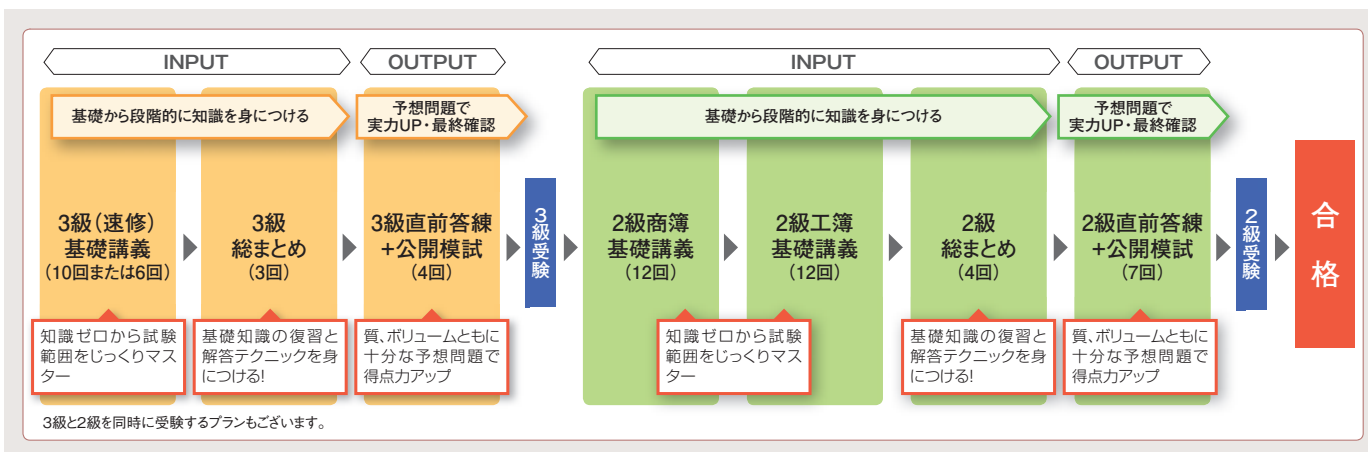 INPUT
OUTPUT
INPUT
OUTPUT
基礎から段階的に知識を身につける
予想問題で
実力UP・最終確認
基礎から段階的に知識を身につける
予想問題で
実力UP・最終確認
3級(速修)
基礎講義
(10回または6回)
3級
総まとめ
(3回)
3級直前答練
+公開模試
(4回)
3級受験
2級商簿
基礎講義
(12回)
2級工簿
基礎講義
(12回)
2級
総まとめ
(4回)
2級直前答練
+公開模試
(7回)
2級受験
合格
知識ゼロから試験
範囲をじっくりマス
ター
基礎知識の復習と
解答テクニックを身
につける!
質、ボリュームともに
十分な予想問題で
得点力アップ
知識ゼロから試験
範囲をじっくりマス
ター
基礎知識の復習と
解答テクニックを身
につける!
質、ボリュームともに
十分な予想問題で
得点力アップ
3級と2級を同時に受験するプランもございます。